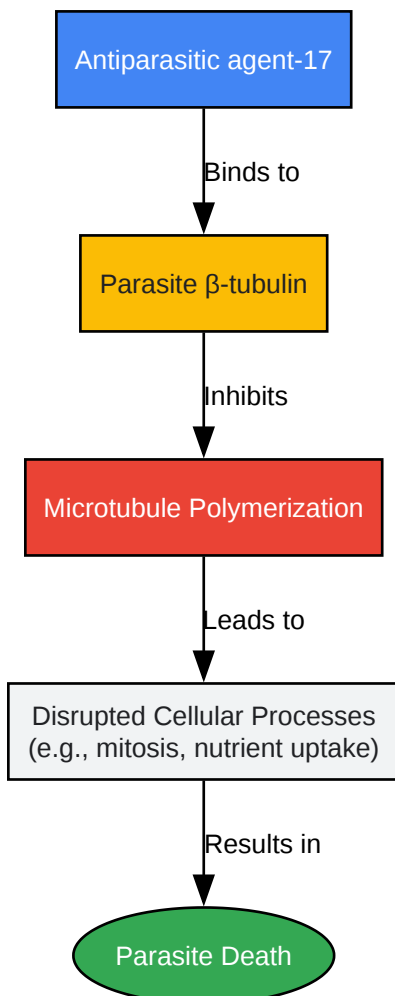 Antiparasitic agent-17
Binds to
Parasite β-tubulin
Inhibits
Microtubule Polymerization
Leads to
Disrupted Cellular Processes
(e.g., mitosis, nutrient uptake)
Results in
Parasite Death